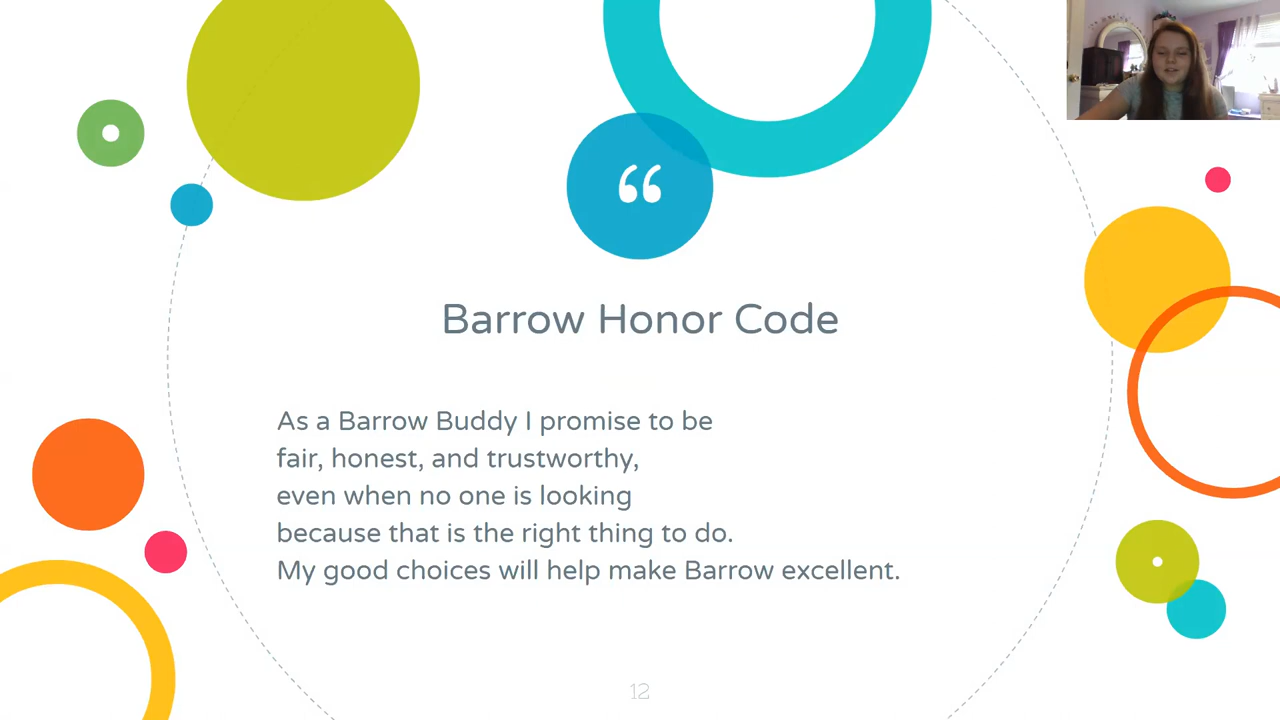 “
Barrow Honor Code
As a Barrow Buddy I promise to be
fair, honest, and trustworthy,
even when no one is looking
because that is the right thing to do.
My good choices will help make Barrow excellent.
12